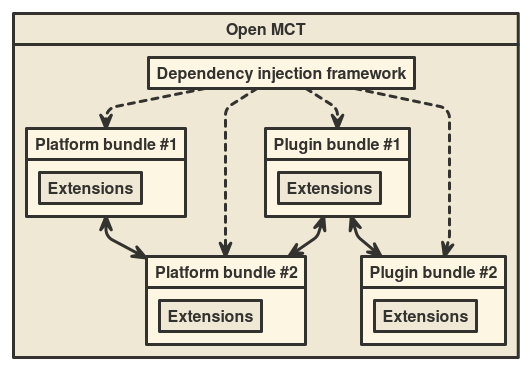 Open MCT
Dependency injection framework
Platform bundle #1
Extensions
Plugin bundle #1
Extensions
Platform bundle #2
Extensions
Plugin bundle #2
Extensions